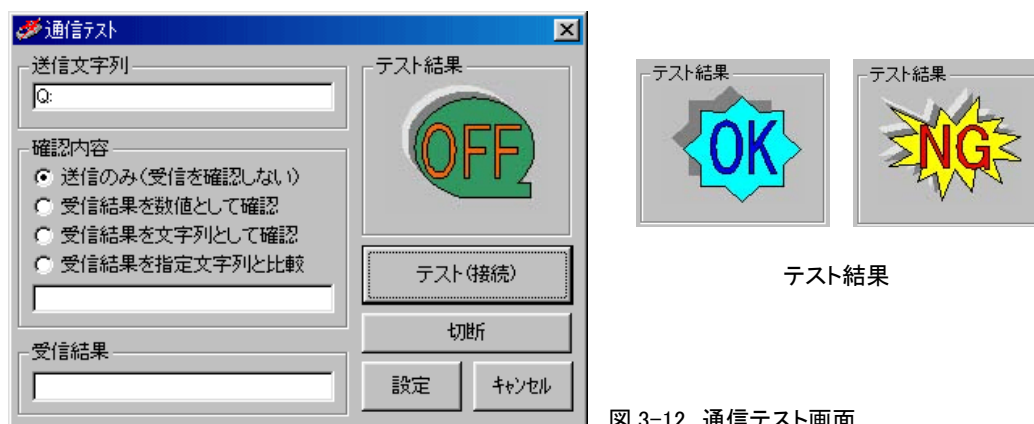 通信テスト
送信文字列
Q:
確認内容
送信のみ(受信を確認しない)
受信結果を数値として確認
受信結果を文字列として確認
受信結果を指定文字列と比較
受信結果
テスト結果
OFF
テスト(接続)
切断
設定
キャンセル
テスト結果
OK
テスト結果
NG
テスト結果
図 3-12 通信テスト画面